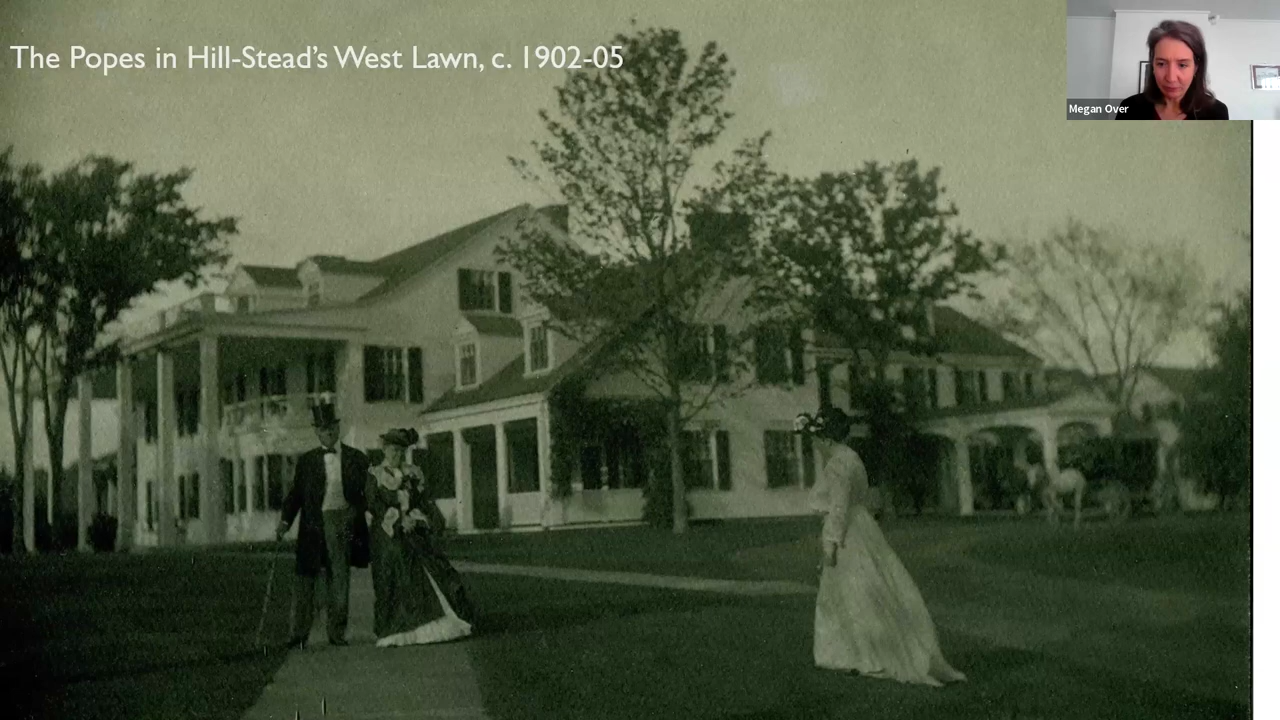 The Popes in Hill-Stead's West Lawn, c. 1902-05
Megan Over